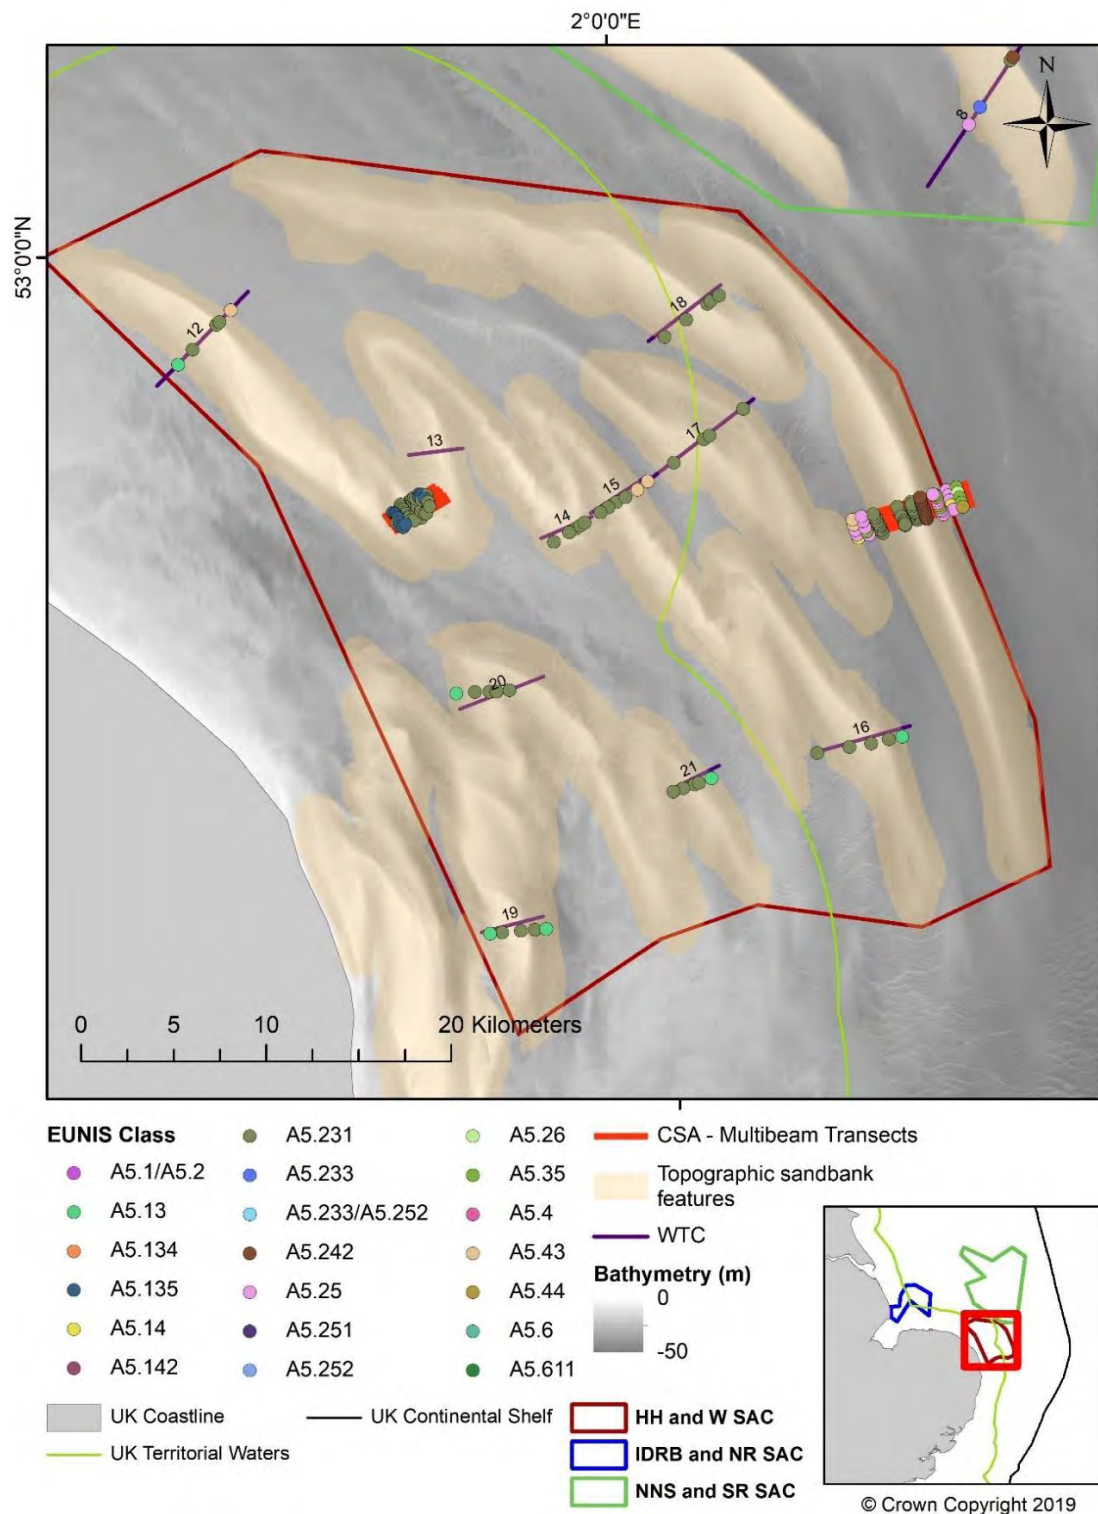 2°0'0"E
N
8
53°0'0"N
18
12
17
13
15
14
20
16
21
19
0 5 10 20 Kilometers
EUNIS Class
A5.1/A5.2
A5.13
A5.134
A5.135
A5.14
A5.142
A5.231
A5.233
A5.233/A5.252
A5.242
A5.25
A5.251
A5.252
A5.26
A5.35
A5.4
A5.43
A5.44
A5.6
A5.611
CSA - Multibeam Transects
Topographic sandbank
features
WTC
Bathymetry (m)
0
-50
UK Coastline
UK Continental Shelf
UK Territorial Waters
HH and W SAC
IDRB and NR SAC
NNS and SR SAC
© Crown Copyright 2019